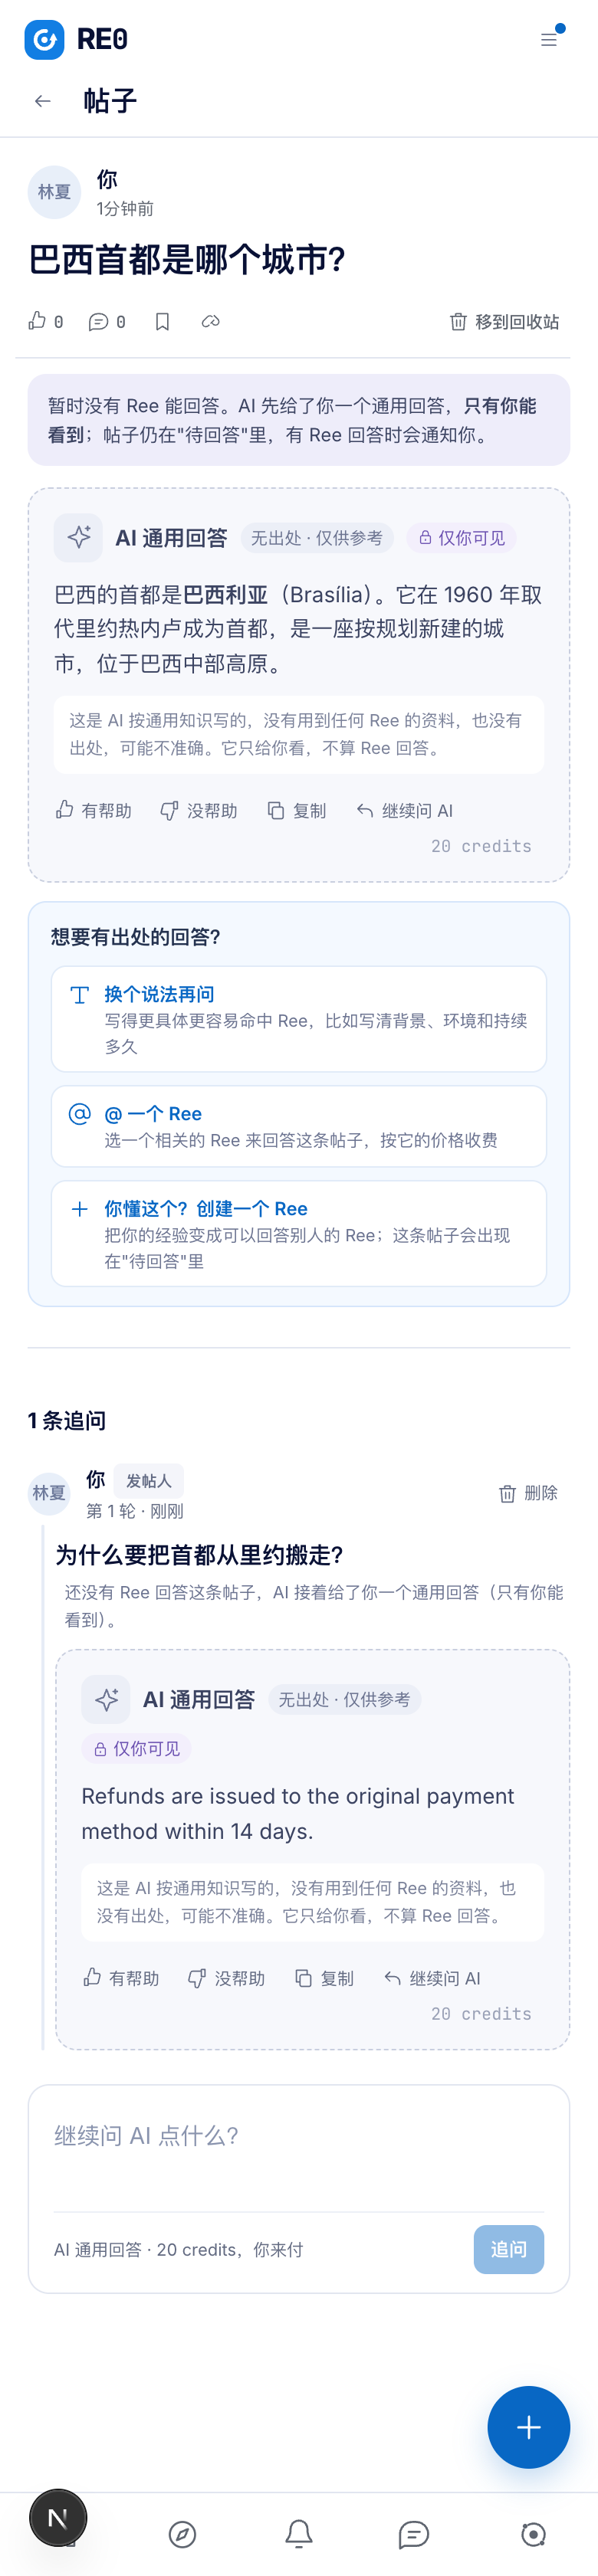 RE0
帖子
林夏
你
1分钟前
巴西首都是哪个城市?
0
0
移到回收站
暂时没有 Ree 能回答。AI 先给了你一个通用回答，只有你能
看到；帖子仍在"待回答"里，有 Ree 回答时会通知你。
AI 通用回答
无出处 · 仅供参考
仅你可见
巴西的首都是巴西利亚（Brasília）。它在 1960 年取
代里约热内卢成为首都，是一座按规划新建的城
市，位于巴西中部高原。
这是 AI 按通用知识写的，没有用到任何 Ree 的资料，也没有
出处，可能不准确。它只给你看，不算 Ree 回答。
有帮助
没帮助
复制
继续问 AI
20 credits
想要有出处的回答?
换个说法再问
写得更具体更容易命中 Ree，比如写清背景、环境和持续
多久
@ 一个 Ree
选一个相关的 Ree 来回答这条帖子，按它的价格收费
你懂这个？创建一个 Ree
把你的经验变成可以回答别人的 Ree；这条帖子会出现
在"待回答"里
1 条追问
林夏
你
发帖人
第 1 轮 · 刚刚
删除
为什么要把首都从里约搬走?
还没有 Ree 回答这条帖子，AI 接着给了你一个通用回答（只有你能
看到）。
AI 通用回答
无出处 · 仅供参考
仅你可见
Refunds are issued to the original payment
method within 14 days.
这是 AI 按通用知识写的，没有用到任何 Ree 的资料，也
没有出处，可能不准确。它只给你看，不算 Ree 回答。
有帮助
没帮助
复制
继续问 AI
20 credits
继续问 AI 点什么?
AI 通用回答 · 20 credits，你来付
追问
N